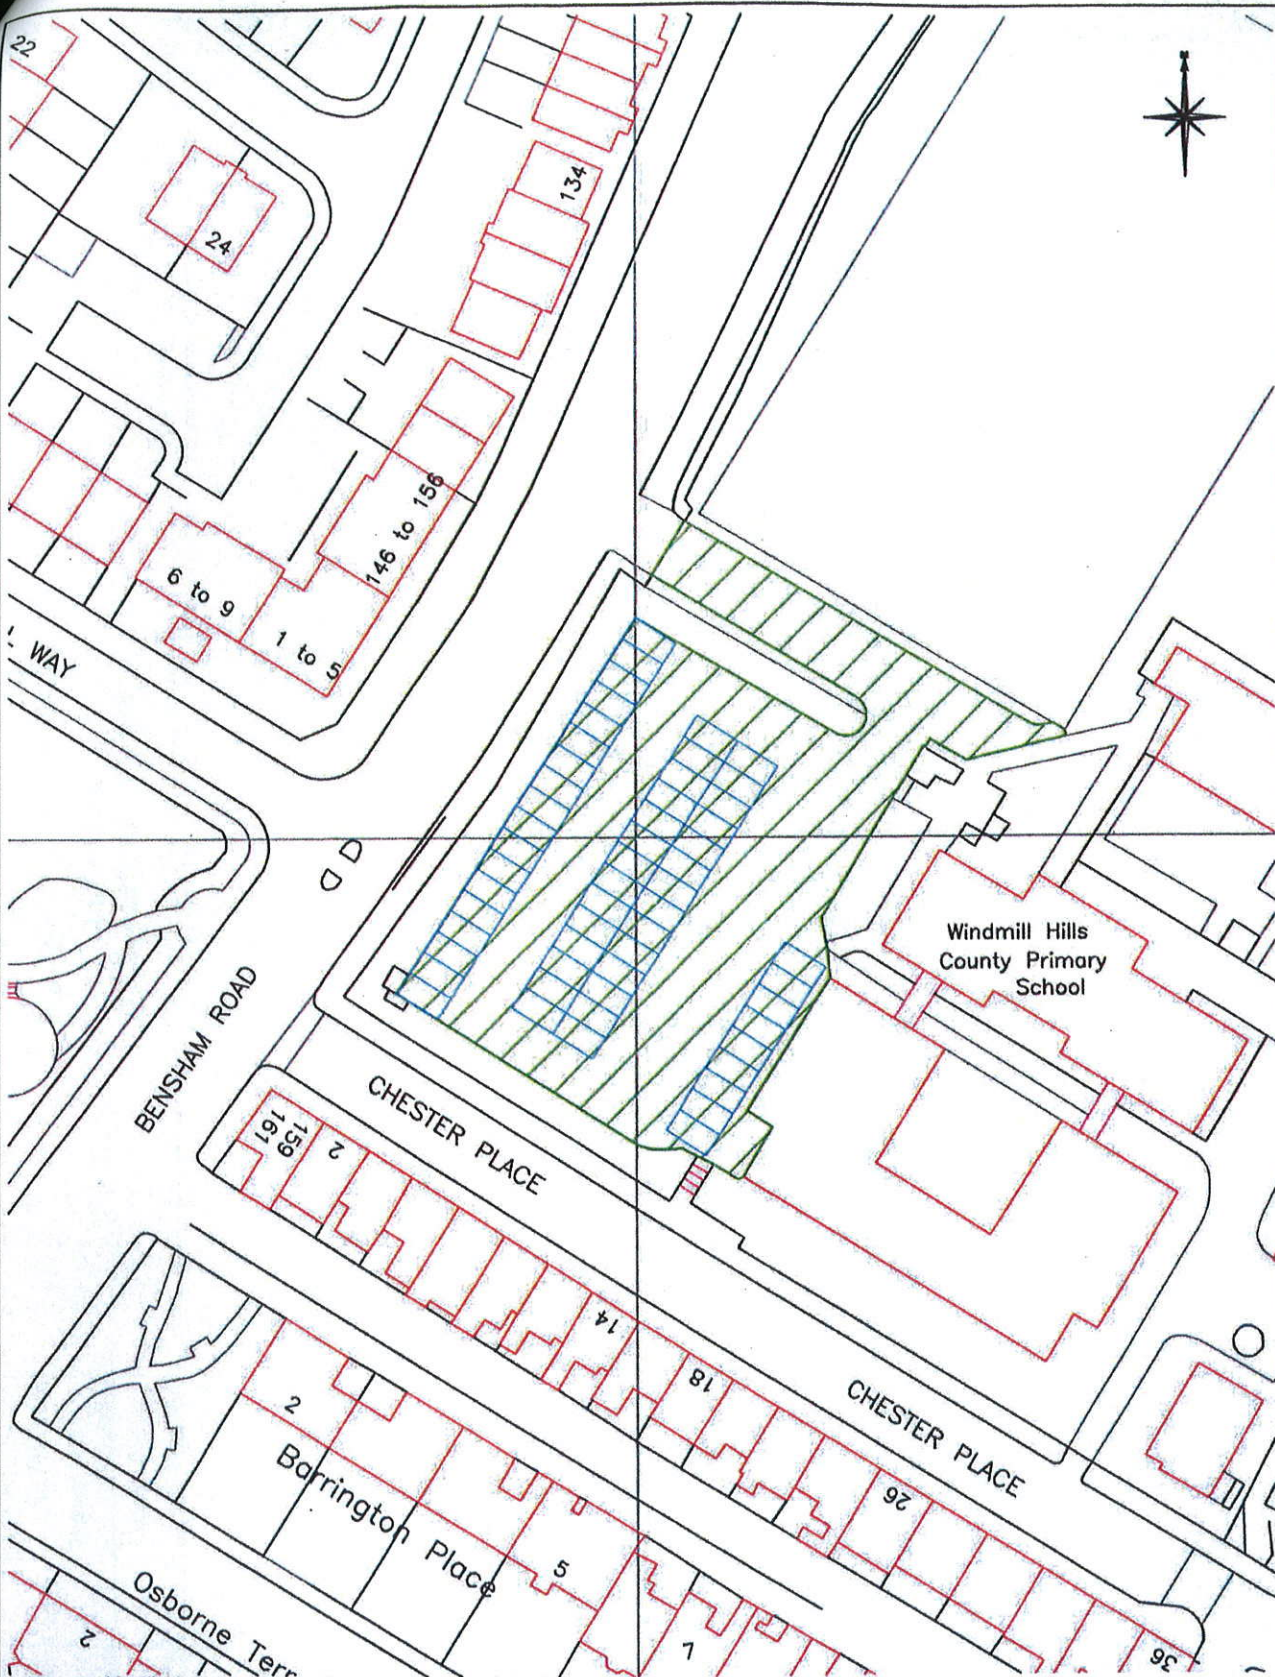 22
N
134
24
146 to 156
6 to 9
1 to 5
WAY
Windmill Hills
County Primary
School
BENSHAM ROAD
CHESTER PLACE
161
159
2
14
18
CHESTER PLACE
26
2
Barrington Place
5
Osborne Terr
2
7
36